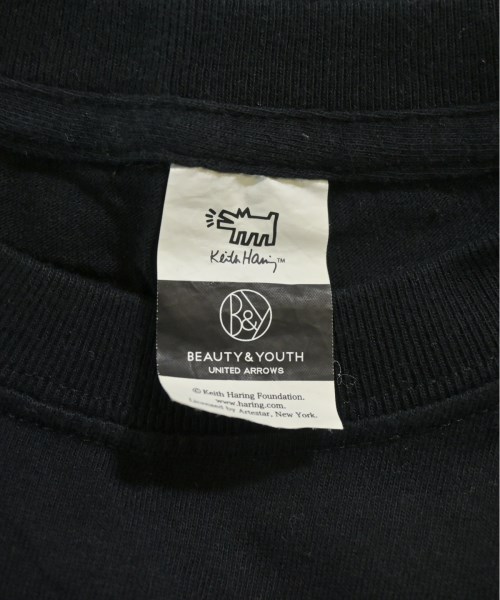 Keith Haring™
B&Y
BEAUTY & YOUTH
UNITED ARROWS
© Keith Haring Foundation.
www.haring.com.
Licensed by Artestar, New York.